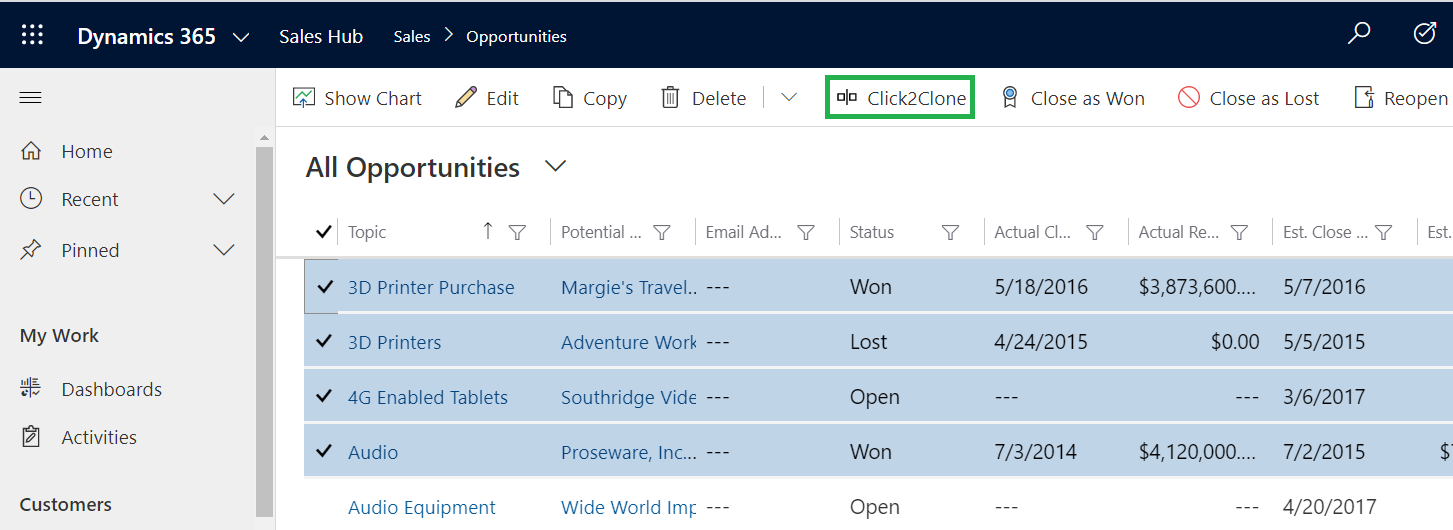 Dynamics 365 Sales Hub Sales > Opportunities
Show Chart Edit Copy Delete Click2Clone Close as Won Close as Lost Reopen
Home
Recent
Pinned
My Work
Dashboards
Activities
Customers
All Opportunities
Topic Potential ... Email Ad... Status Actual Cl... Actual Re... Est. Close ... Est.
3D Printer Purchase Margie's Travel... --- Won 5/18/2016 $3,873,600.... 5/7/2016
3D Printers Adventure Work --- Lost 4/24/2015 $0.00 5/5/2015
4G Enabled Tablets Southridge Vide --- Open --- --- 3/6/2017
Audio Proseware, Inc... --- Won 7/3/2014 $4,120,000.... 7/2/2015 $
Audio Equipment Wide World Imp --- Open --- --- 4/20/2017